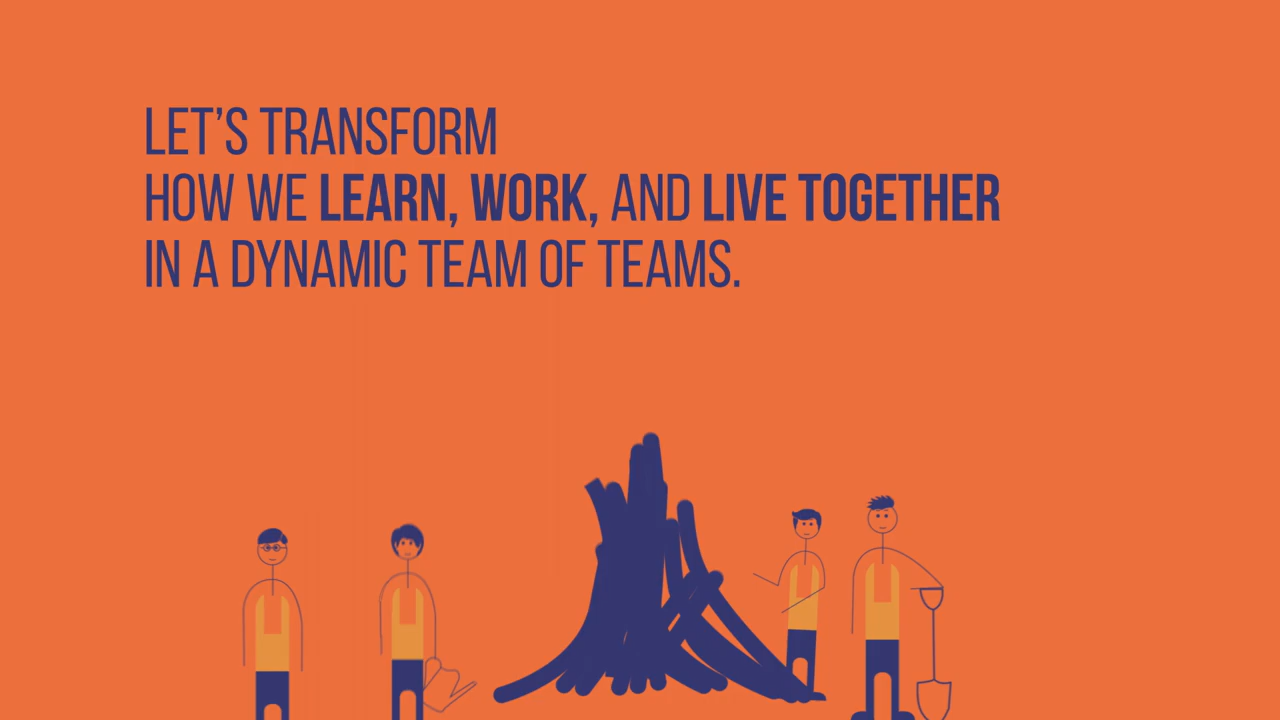 LET’S TRANSFORM
HOW WE LEARN, WORK, AND LIVE TOGETHER
IN A DYNAMIC TEAM OF TEAMS.